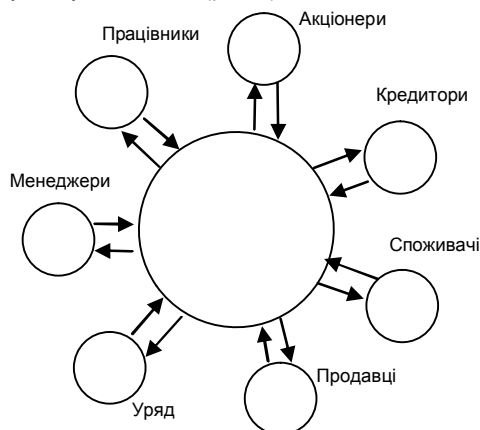 Акціонери
Працівники
Кредитори
Менеджери
Споживачі
Продавці
Уряд